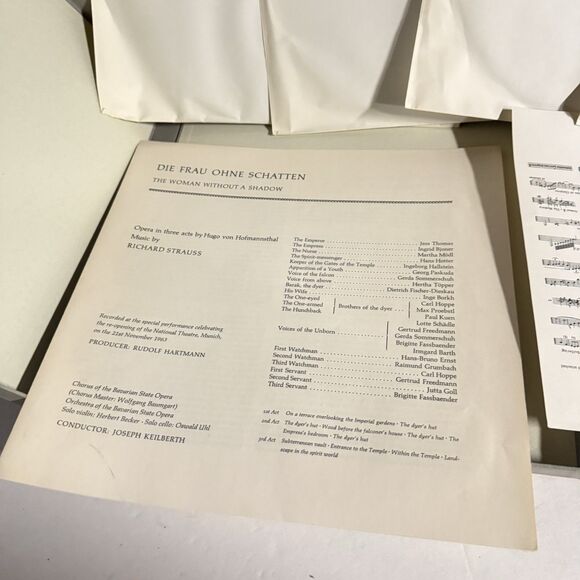 DIE FRAU OHNE SCHATTEN
THE WOMAN WITHOUT A SHADOW
Opera in three acts by Hugo von Hofmannsthal
Music by
RICHARD STRAUSS
Recorded at the special performance celebrating
the re-opening of the National Theatre, Munich,
on the 21st November 1963
PRODUCER: RUDOLF HARTMANN
Chorus of the Bavarian State Opera
(Chorus Master: Wolfgang Baumgart)
Orchestra of the Bavarian State Opera
Solo violin: Herbert Becker · Solo cello: Oswald Uhl
CONDUCTOR: JOSEPH KEILBERTH
The Emperor Jess Thomas
The Empress Ingrid Bjoner
The Nurse Martha Mödl
The Spirit-messenger Hans Hotter
Keeper of the Gates of the Temple Ingeborg Hallstein
Apparition of a Youth Georg Paskuda
Voice of the falcon Gerda Sommerschuh
Voice from above Hertha Töpper
Barak, the dyer Dietrich Fischer-Dieskau
His Wife Inge Borkh
The One-eyed Carl Hoppe
The One-armed Brothers of the dyer Max Proebstl
The Hunchback Paul Kuen
Lotte Schädle
Voices of the Unborn Gertrud Freedmann
Gerda Sommerschuh
Brigitte Fassbaender
Irmgard Barth
First Watchman Hans-Bruno Ernst
Second Watchman Raimund Grumbach
Third Watchman Carl Hoppe
First Servant Gertrud Freedmann
Second Servant Jutta Goll
Third Servant Brigitte Fassbaender
1st Act On a terrace overlooking the Imperial gardens · The dyer's hut
2nd Act The dyer's hut · Wood before the falconer's house · The dyer's hut · The
Empress's bedroom · The dyer's hut
3rd Act Subterranean vault · Entrance to the Temple · Within the Temple · Land-
scape in the spirit world